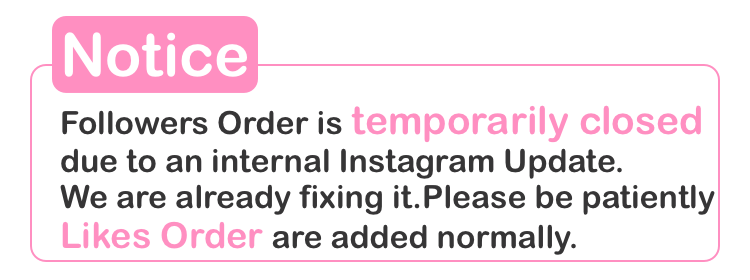 Notice
Followers Order is temporarily closed
due to an internal Instagram Update.
We are already fixing it.Please be patiently
Likes Order are added normally.